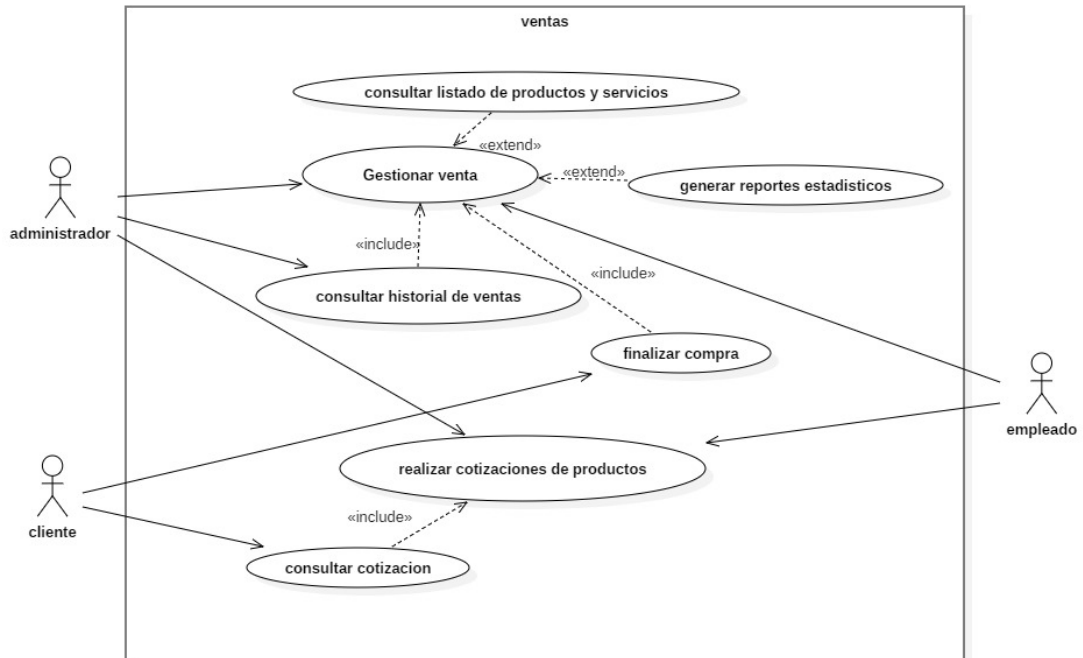 ventas
consultar listado de productos y servicios
«extend»
Gestionar venta
«extend»
generar reportes estadisticos
administrador
«include»
«include»
consultar historial de ventas
finalizar compra
empleado
realizar cotizaciones de productos
«include»
cliente
consultar cotizacion